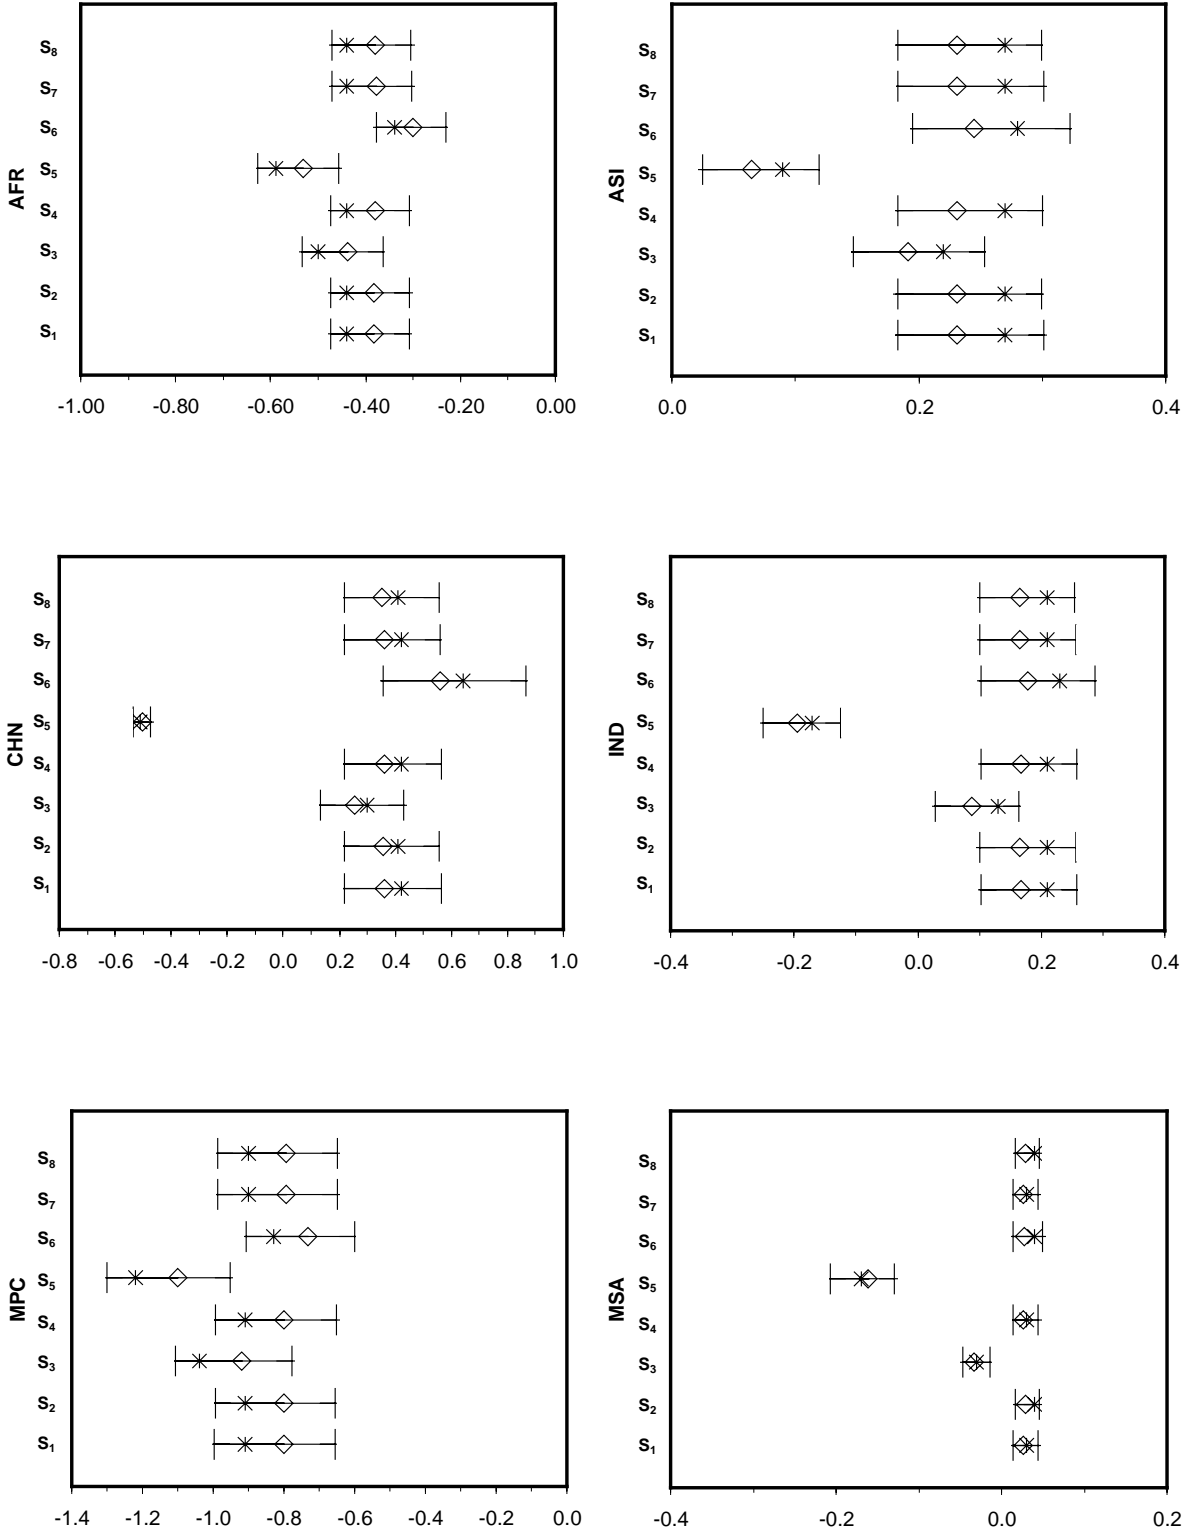 AFR
S8
S7
S6
S5
S4
S3
S2
S1
-1.00 -0.80 -0.60 -0.40 -0.20 0.00
ASI
S8
S7
S6
S5
S4
S3
S2
S1
0.0 0.2 0.4
CHN
S8
S7
S6
S5
S4
S3
S2
S1
-0.8 -0.6 -0.4 -0.2 0.0 0.2 0.4 0.6 0.8 1.0
IND
S8
S7
S6
S5
S4
S3
S2
S1
-0.4 -0.2 0.0 0.2 0.4
MPC
S8
S7
S6
S5
S4
S3
S2
S1
-1.4 -1.2 -1.0 -0.8 -0.6 -0.4 -0.2 0.0
MSA
S8
S7
S6
S5
S4
S3
S2
S1
-0.4 -0.2 0.0 0.2